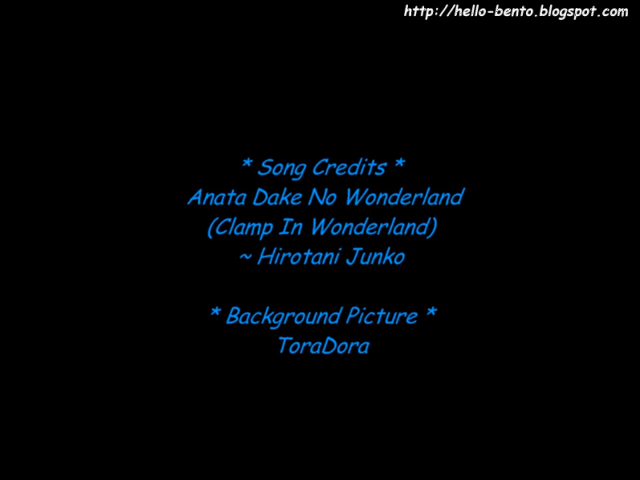 http://hello-bento.blogspot.com
* Song Credits *
Anata Dake No Wonderland
(Clamp In Wonderland)
~ Hirotani Junko
* Background Picture *
ToraDora